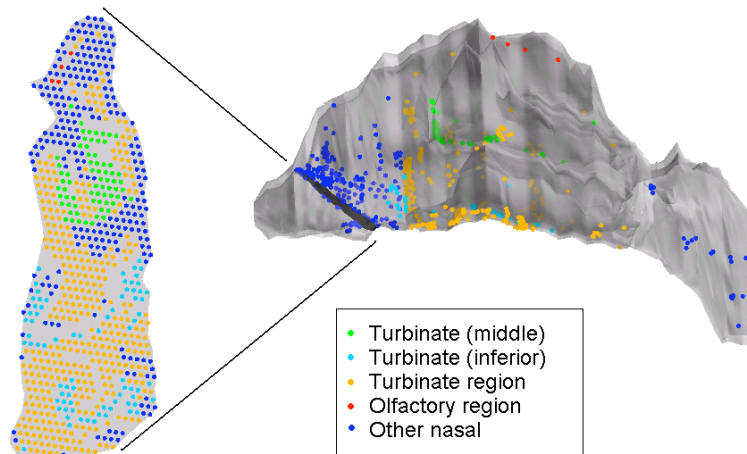 Turbinate (middle)
Turbinate (inferior)
Turbinate region
Olfactory region
Other nasal